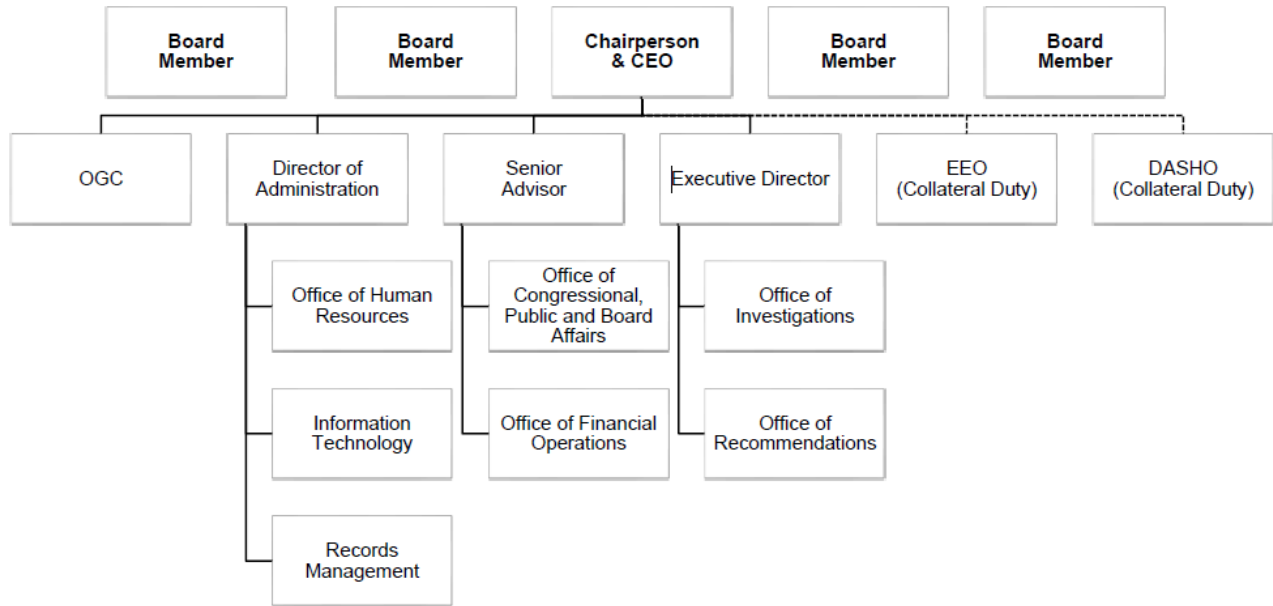 Board
Member
Board
Member
Chairperson
& CEO
Board
Member
Board
Member
OGC
Director of
Administration
Senior
Advisor
Executive Director
EEO
(Collateral Duty)
DASHO
(Collateral Duty)
Office of Human
Resources
Office of
Congressional,
Public and Board
Affairs
Office of
Investigations
Information
Technology
Office of Financial
Operations
Office of
Recommendations
Records
Management